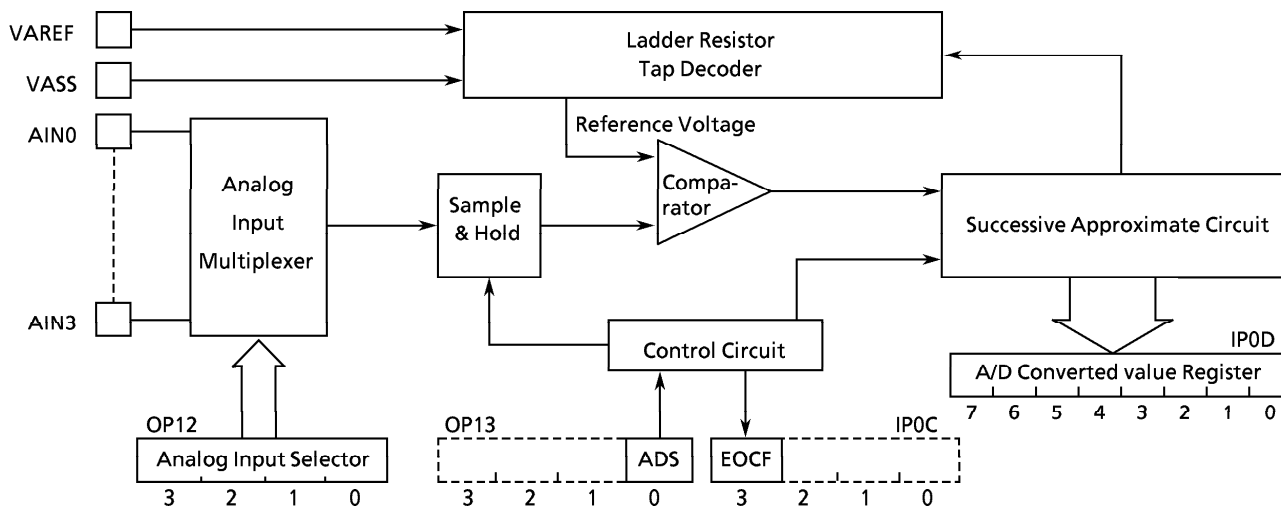 VAREF
VASS
AIN0
AIN3
Ladder Resistor
Tap Decoder
Reference Voltage
Analog
Input
Multiplexer
Sample
& Hold
Compa-
rator
Successive Approximate Circuit
Control Circuit
IP0D
A/D Converted value Register
7 6 5 4 3 2 1 0
OP12
Analog Input Selector
3 2 1 0
OP13
ADS
3 2 1 0
IP0C
EOCF
3 2 1 0